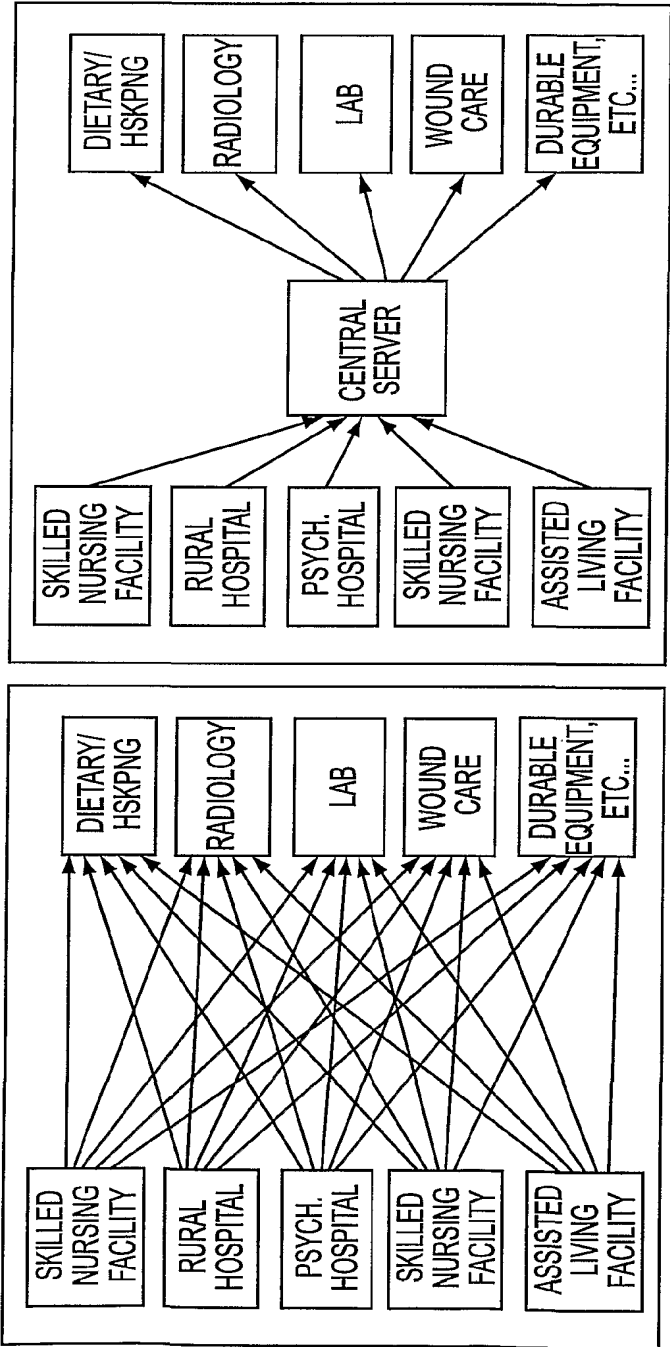 SKILLED
NURSING
FACILITY
RURAL
HOSPITAL
PSYCH.
HOSPITAL
SKILLED
NURSING
FACILITY
ASSISTED
LIVING
FACILITY
DIETARY/
HSKPNG
RADIOLOGY
LAB
WOUND
CARE
DURABLE
EQUIPMENT,
ETC...
SKILLED
NURSING
FACILITY
RURAL
HOSPITAL
PSYCH.
HOSPITAL
SKILLED
NURSING
FACILITY
ASSISTED
LIVING
FACILITY
CENTRAL
SERVER
DIETARY/
HSKPNG
RADIOLOGY
LAB
WOUND
CARE
DURABLE
EQUIPMENT,
ETC...